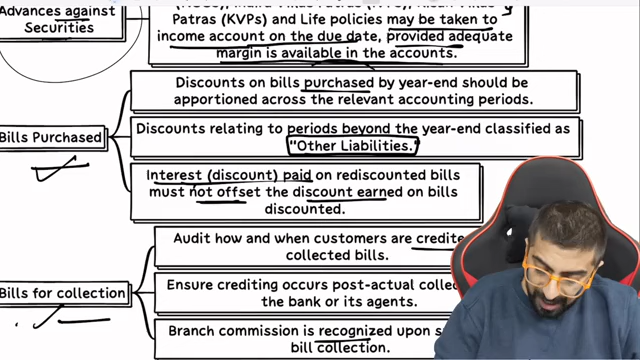 Advances against
Securities
Patras (KVPs) and Life policies may be taken to
income account on the due date, provided adequate
margin is available in the accounts.
Bills Purchased
Discounts on bills purchased by year-end should be
apportioned across the relevant accounting periods.
Discounts relating to periods beyond the year-end classified as
"Other Liabilities."
Interest (discount) paid on rediscounted bills
must not offset the discount earned on bills
discounted.
Bills for collection
Audit how and when customers are credite
collected bills.
Ensure crediting occurs post-actual collec
the bank or its agents.
Branch commission is recognized upon s
bill collection.